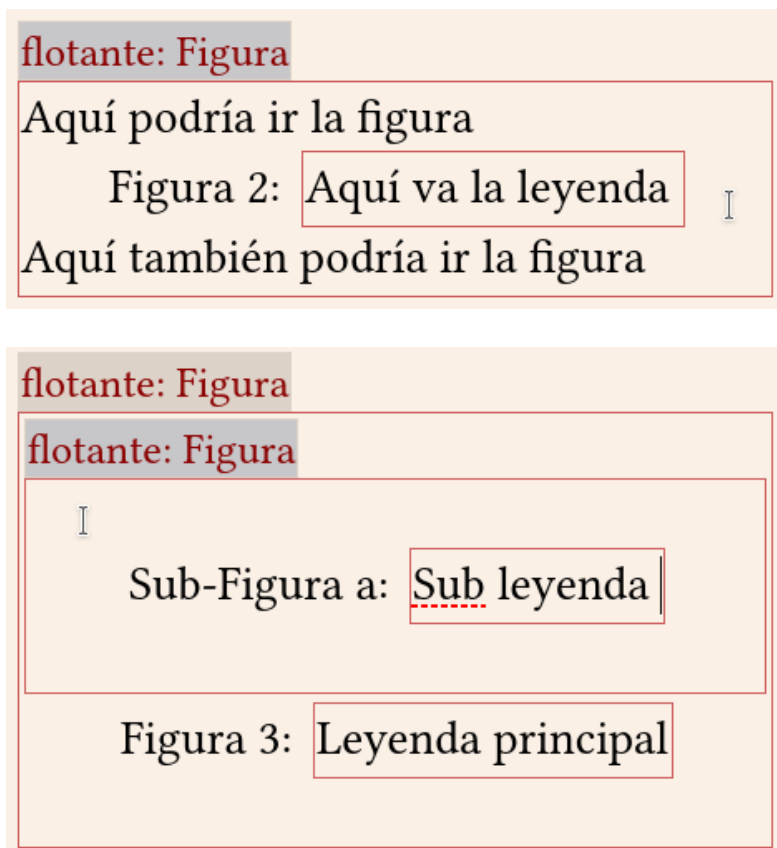 flotante: Figura
Aquí podría ir la figura
Figura 2: Aquí va la leyenda
Aquí también podría ir la figura
flotante: Figura
flotante: Figura
Sub-Figura a: Sub leyenda
Figura 3: Leyenda principal